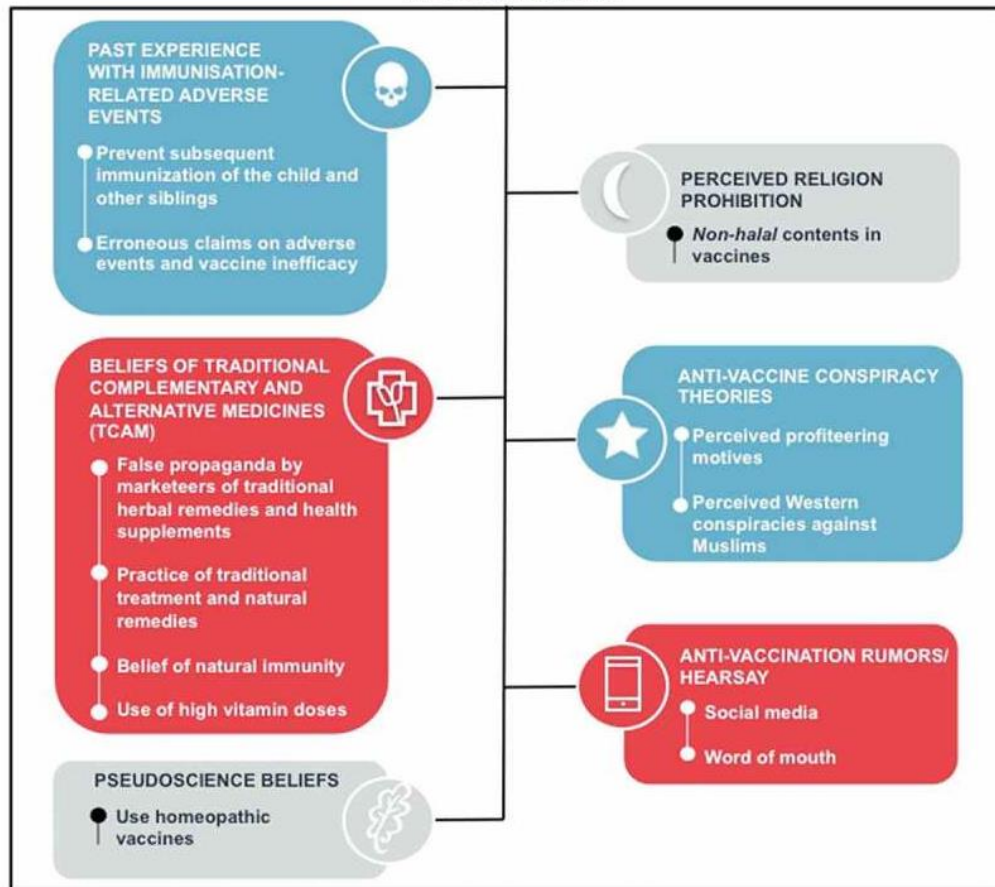 PAST EXPERIENCE
WITH IMMUNISATION-
RELATED ADVERSE
EVENTS
Prevent subsequent
immunization of the child and
other siblings
Erroneous claims on adverse
events and vaccine inefficacy
PERCEIVED RELIGION
PROHIBITION
Non-halal contents in
vaccines
BELIEFS OF TRADITIONAL
COMPLEMENTARY AND
ALTERNATIVE MEDICINES
(TCAM)
False propaganda by
marketeers of traditional
herbal remedies and health
supplements
Practice of traditional
treatment and natural
remedies
Belief of natural immunity
Use of high vitamin doses
ANTI-VACCINE CONSPIRACY
THEORIES
Perceived profiteering
motives
Perceived Western
conspiracies against
Muslims
ANTI-VACCINATION RUMORS/
HEARSAY
Social media
Word of mouth
PSEUDOSCIENCE BELIEFS
Use homeopathic
vaccines